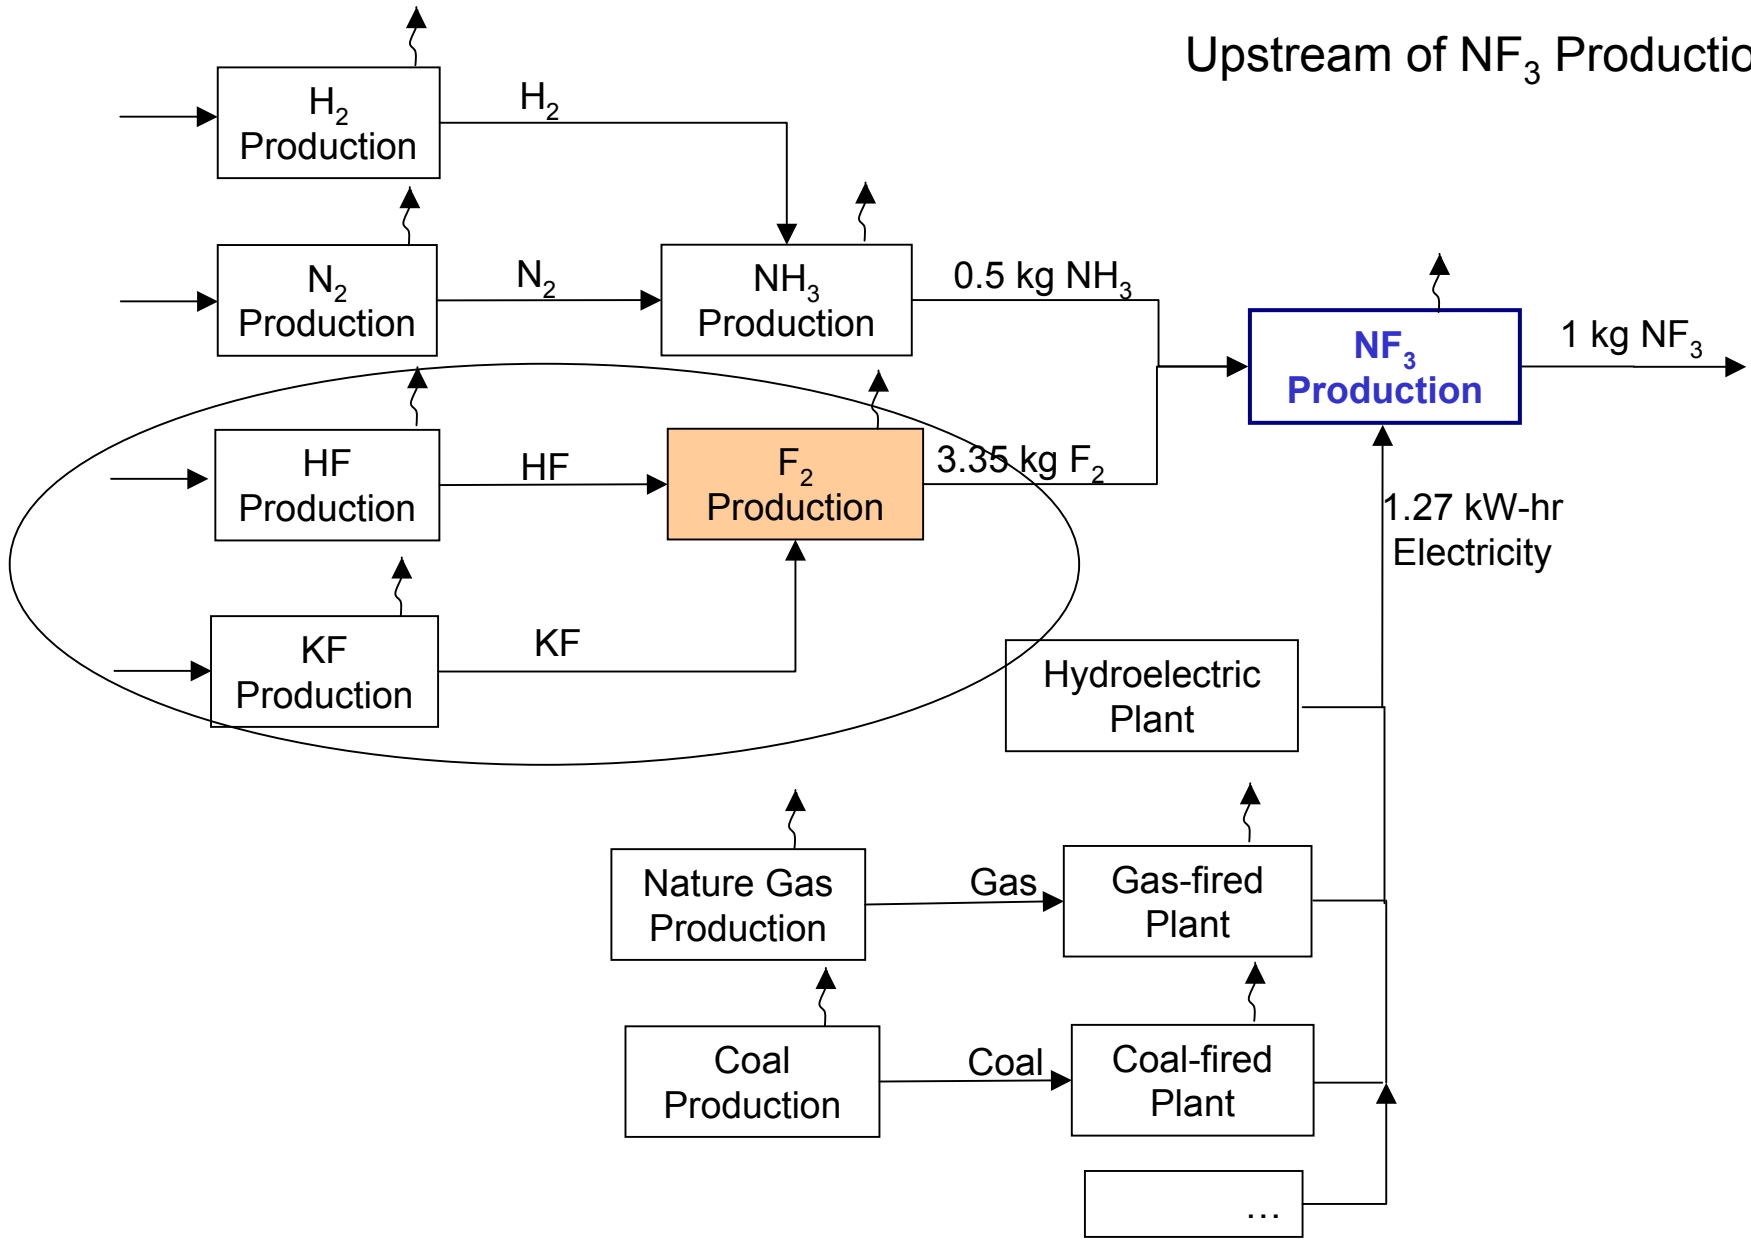 Upstream of NF₃ Productio
H₂
Production
H₂
N₂
Production
N₂
NH₃
Production
0.5 kg NH₃
NF₃
Production
1 kg NF₃
HF
Production
HF
F₂
Production
3.35 kg F₂
1.27 kW-hr
Electricity
KF
Production
KF
Hydroelectric
Plant
Nature Gas
Production
Gas
Gas-fired
Plant
Coal
Production
Coal
Coal-fired
Plant
…